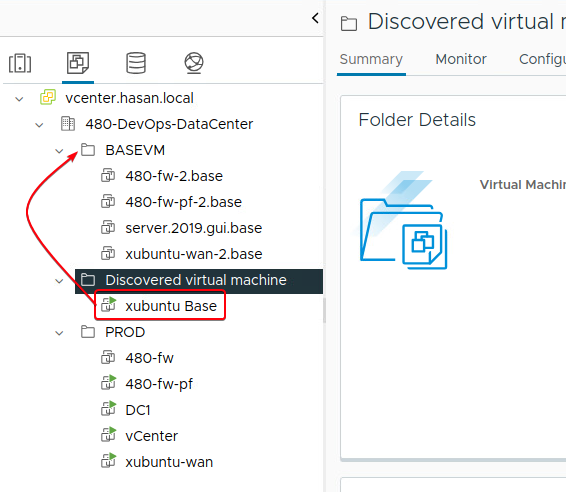 Discovered virtual
Summary Monitor Configu
vcenter.hasan.local
480-DevOps-DataCenter
BASEVM
480-fw-2.base
480-fw-pf-2.base
server.2019.gui.base
xubuntu-wan-2.base
Discovered virtual machine
xubuntu Base
PROD
480-fw
480-fw-pf
DC1
vCenter
xubuntu-wan
Folder Details
Virtual Machin